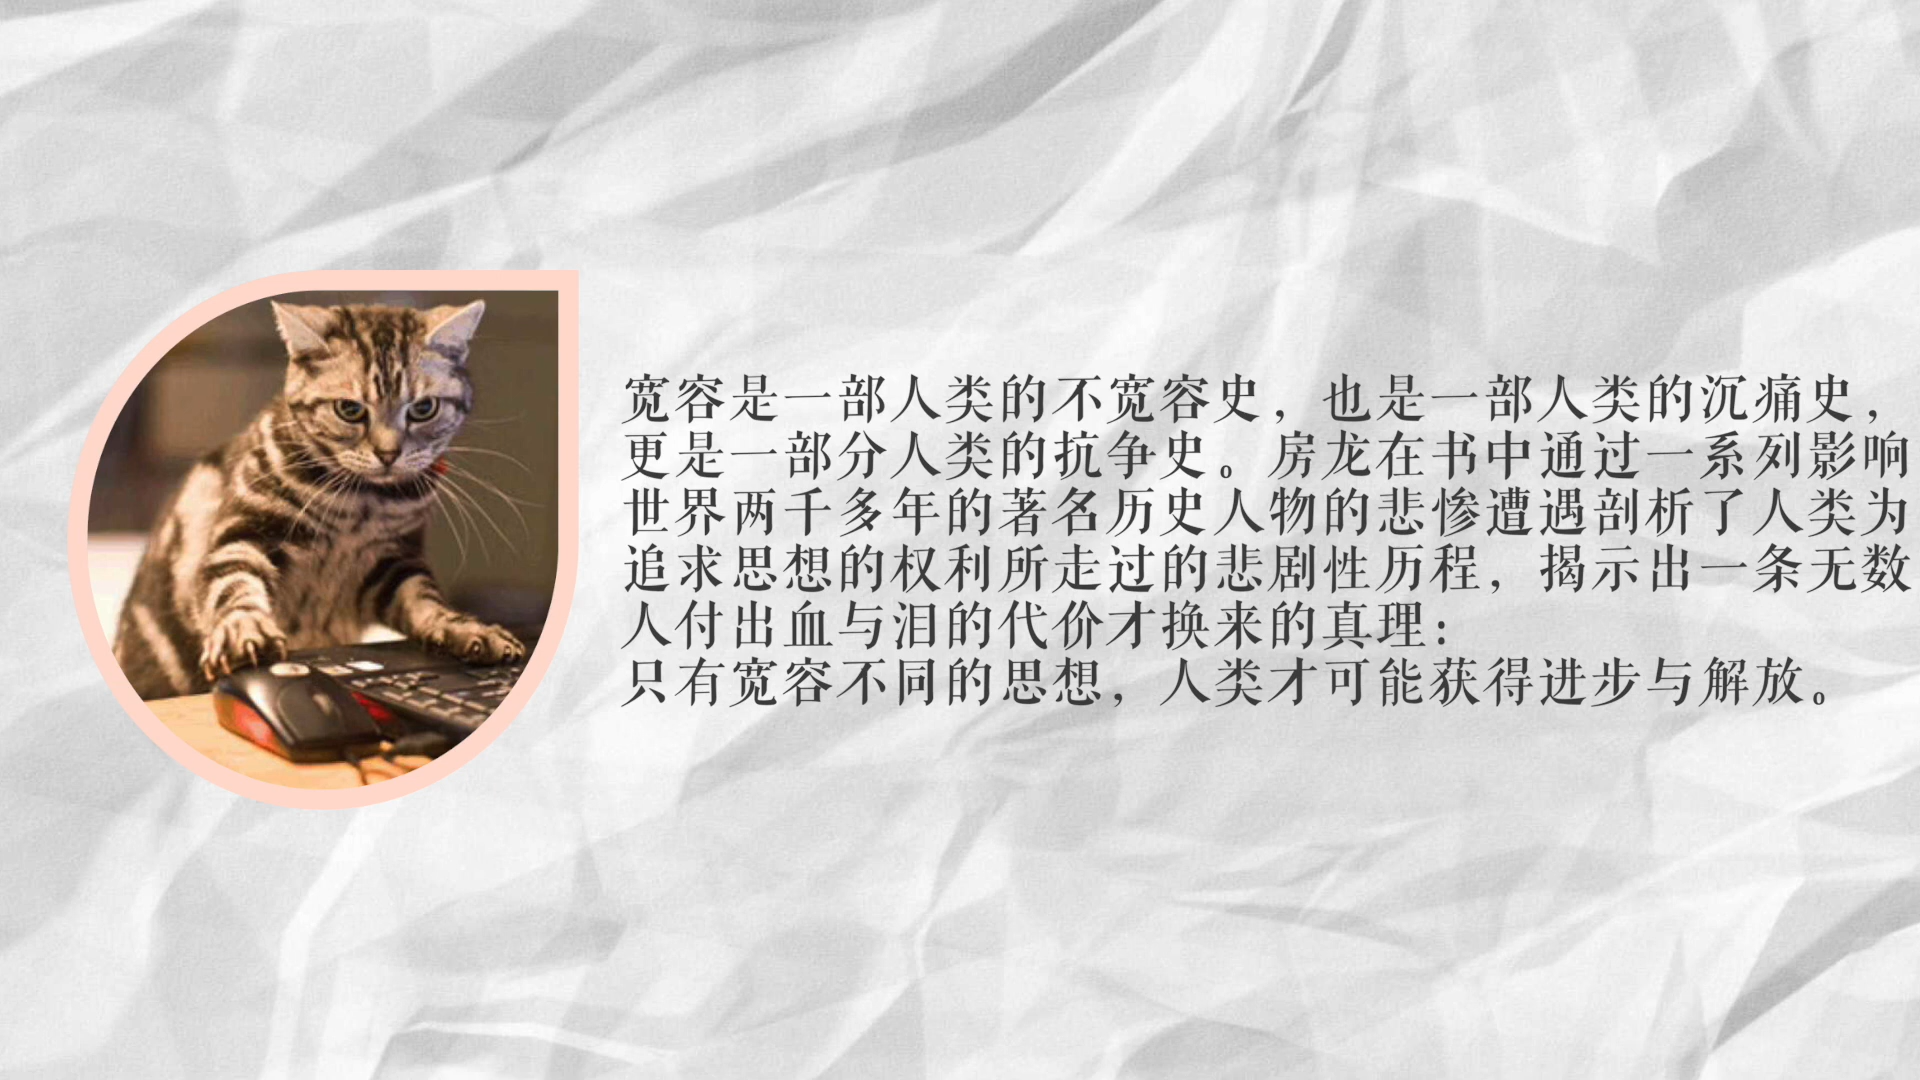 宽容是一部人类的不宽容史，也是一部人类的沉痛史，
更是一部分人类的抗争史。房龙在书中通过一系列影响
世界两千多年的著名历史人物的悲惨遭遇剖析了人类为
追求思想的权利所走过的悲剧性历程，揭示出一条无数
人付出血与泪的代价才换来的真理：
只有宽容不同的思想，人类才可能获得进步与解放。